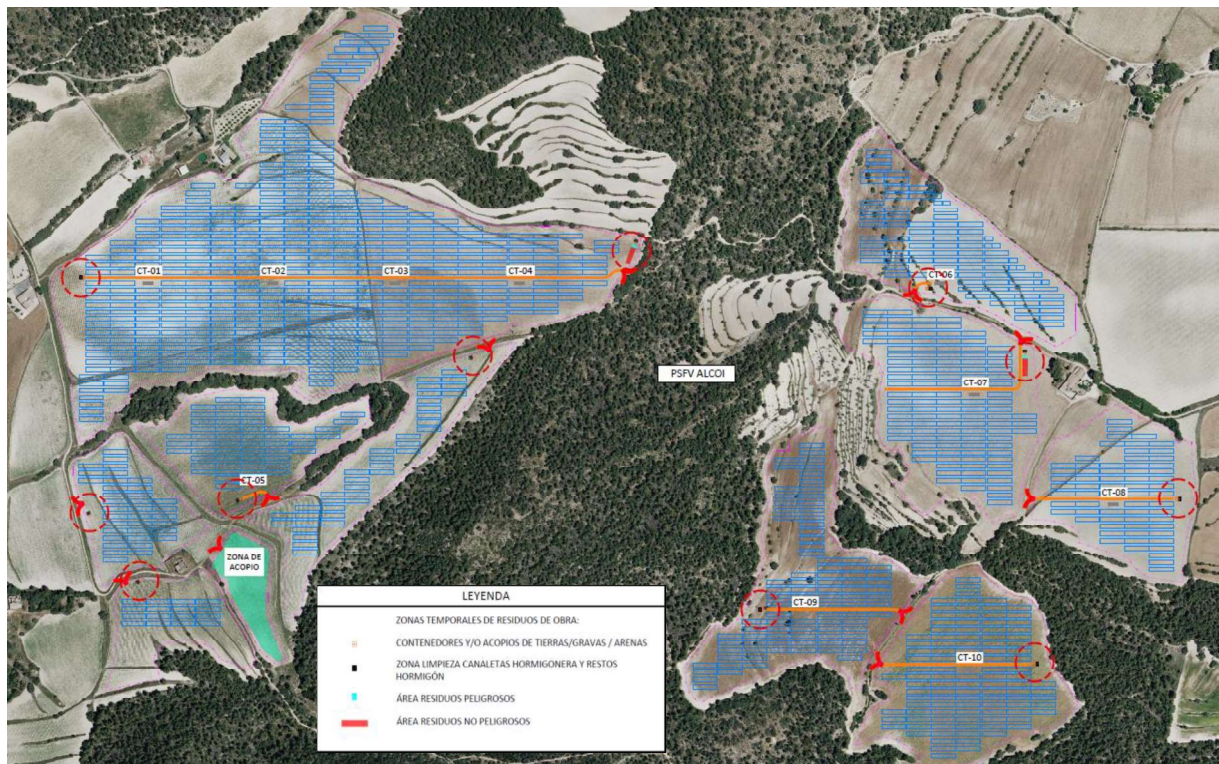 CT-01
CT-02
CT-03
CT-04
CT-05
ZONA DE
ACOPIO
PSFV ALCOI
CT-06
CT-07
CT-08
CT-09
CT-10
LEYENDA
ZONAS TEMPORALES DE RESIDUOS DE OBRA:
CONTENEDORES Y/O ACOPIOS DE TIERRAS/GRAVAS / ARENAS
ZONA LIMPIEZA CANALETAS HORMIGONERA Y RESTOS
HORMIGÓN
ÁREA RESIDUOS PELIGROSOS
ÁREA RESIDUOS NO PELIGROSOS